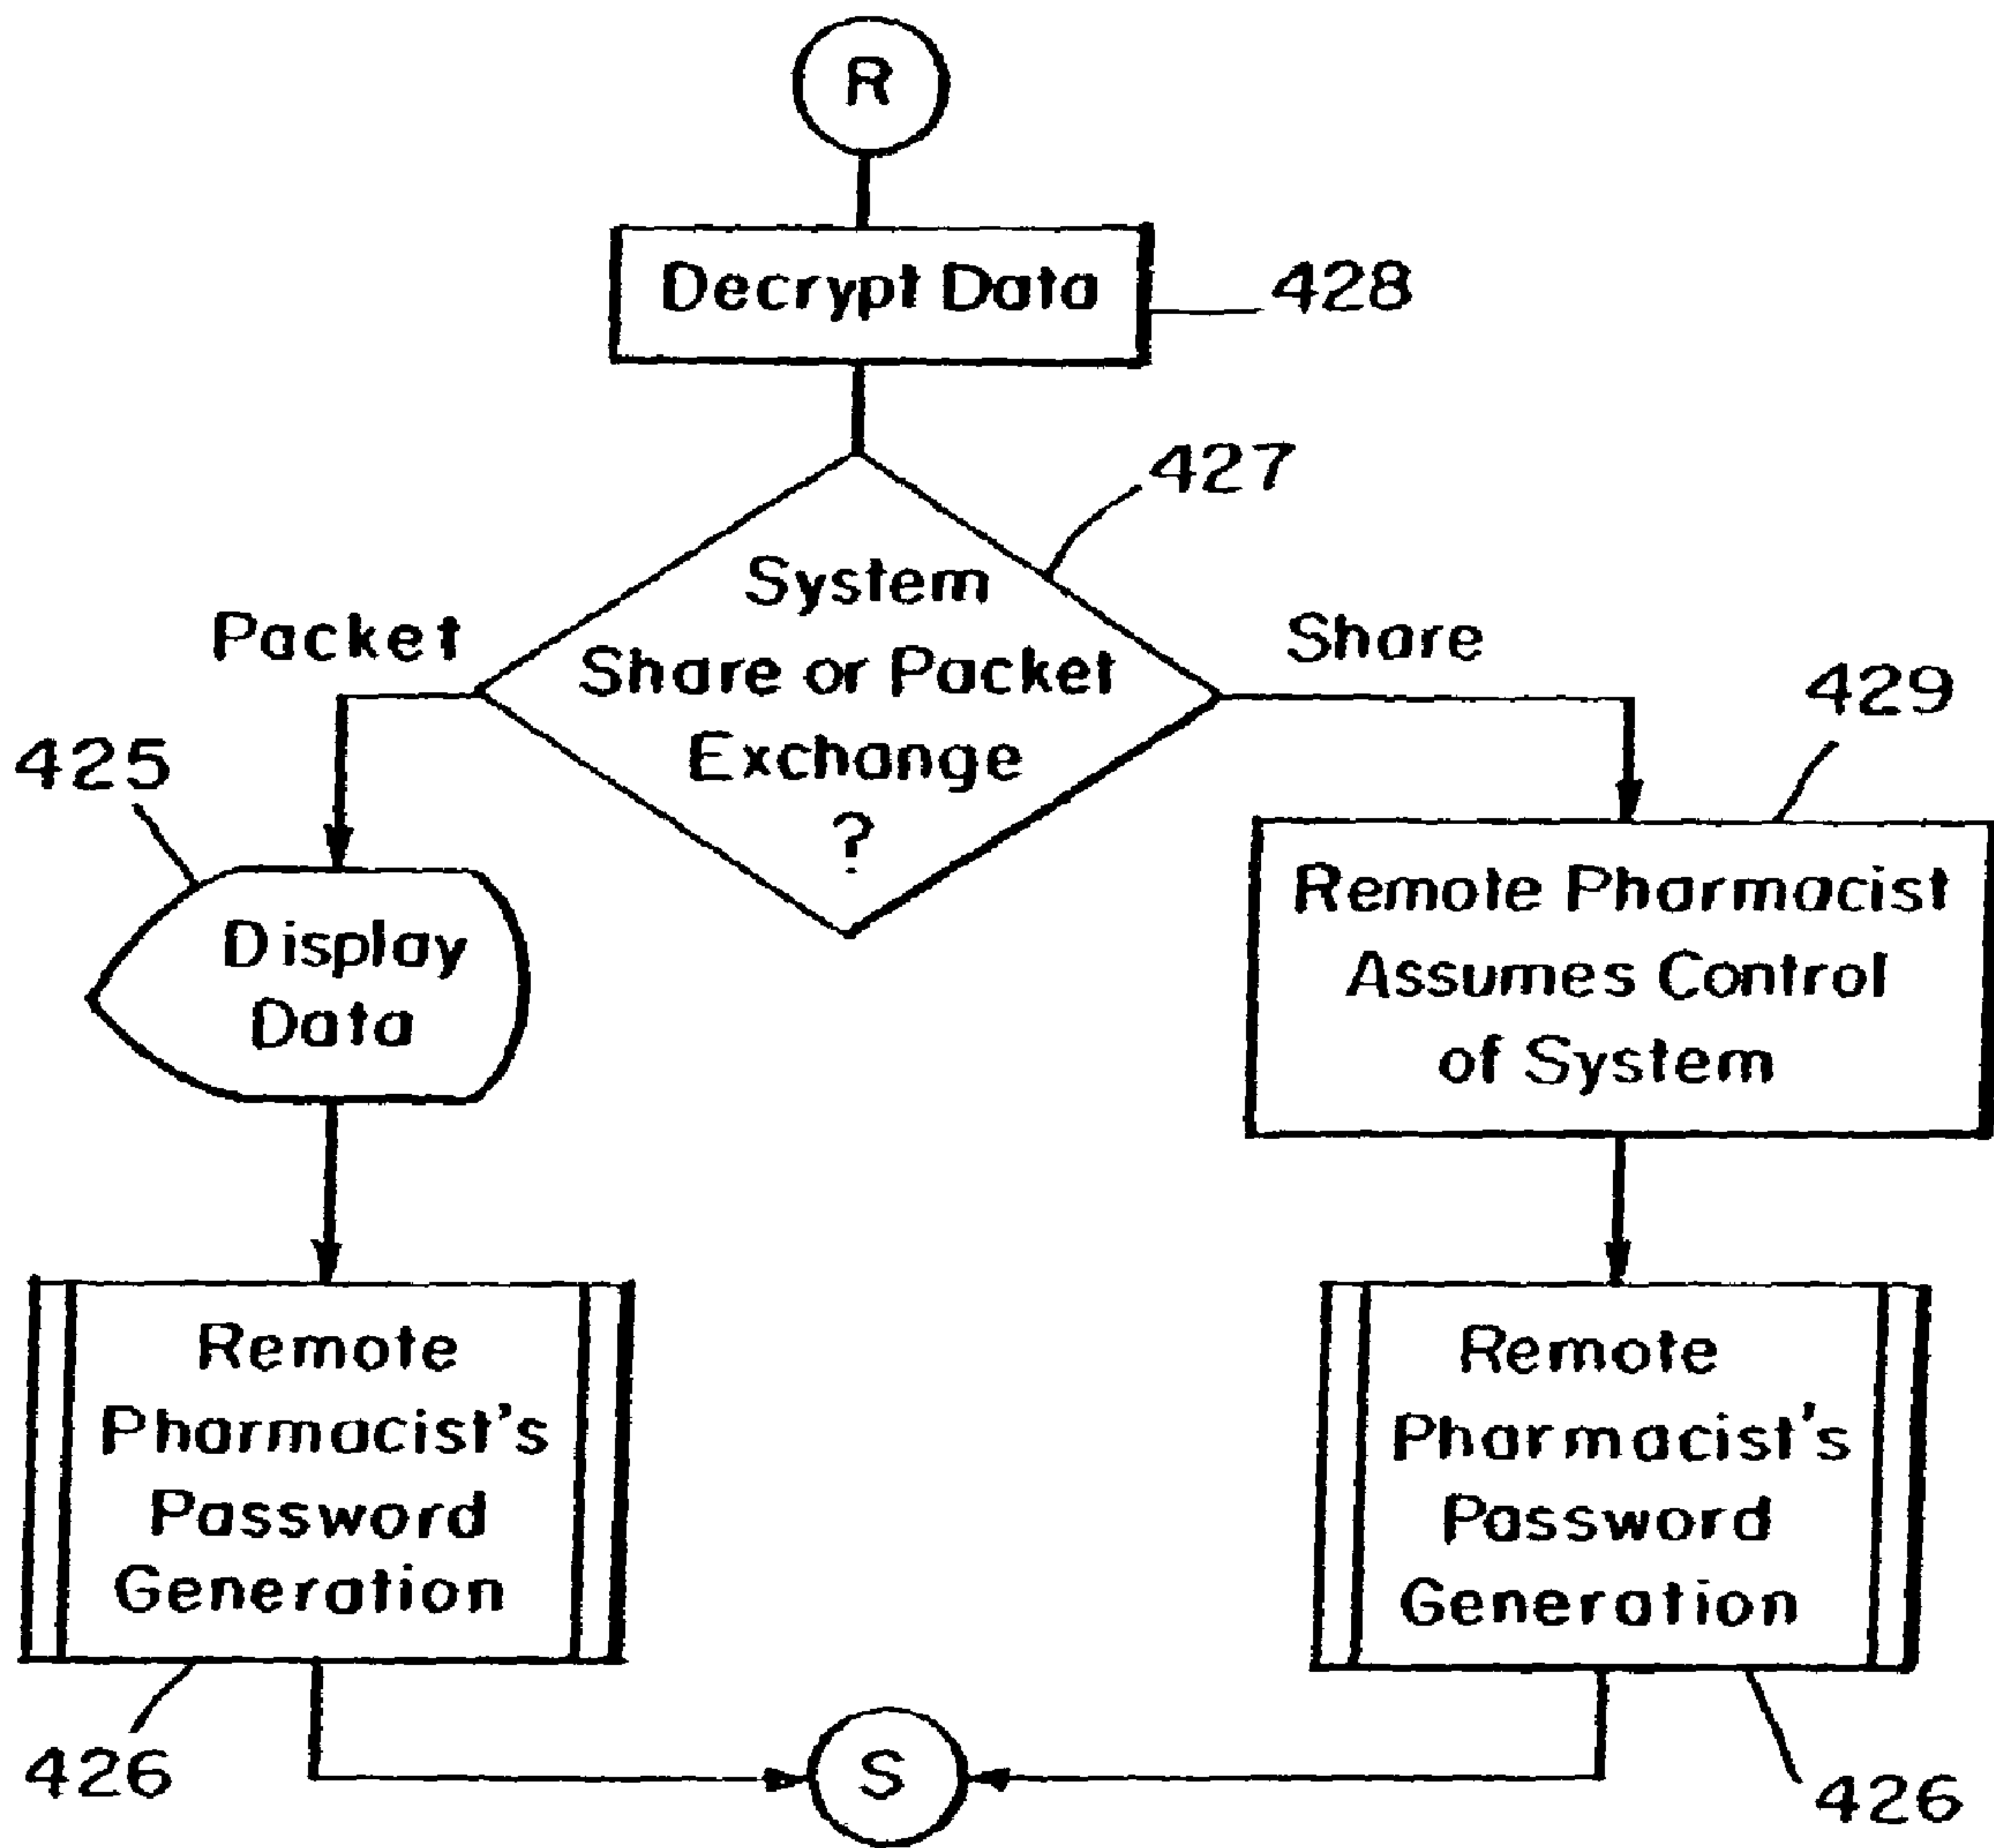 R
Decrypt Data
428
427
System
Share or Packet
Exchange
?
Packet
Share
425
429
Display
Data
Remote Pharmacist
Assumes Control
of System
Remote
Pharmacist's
Password
Generation
Remote
Pharmacist's
Password
Generation
426
S
426